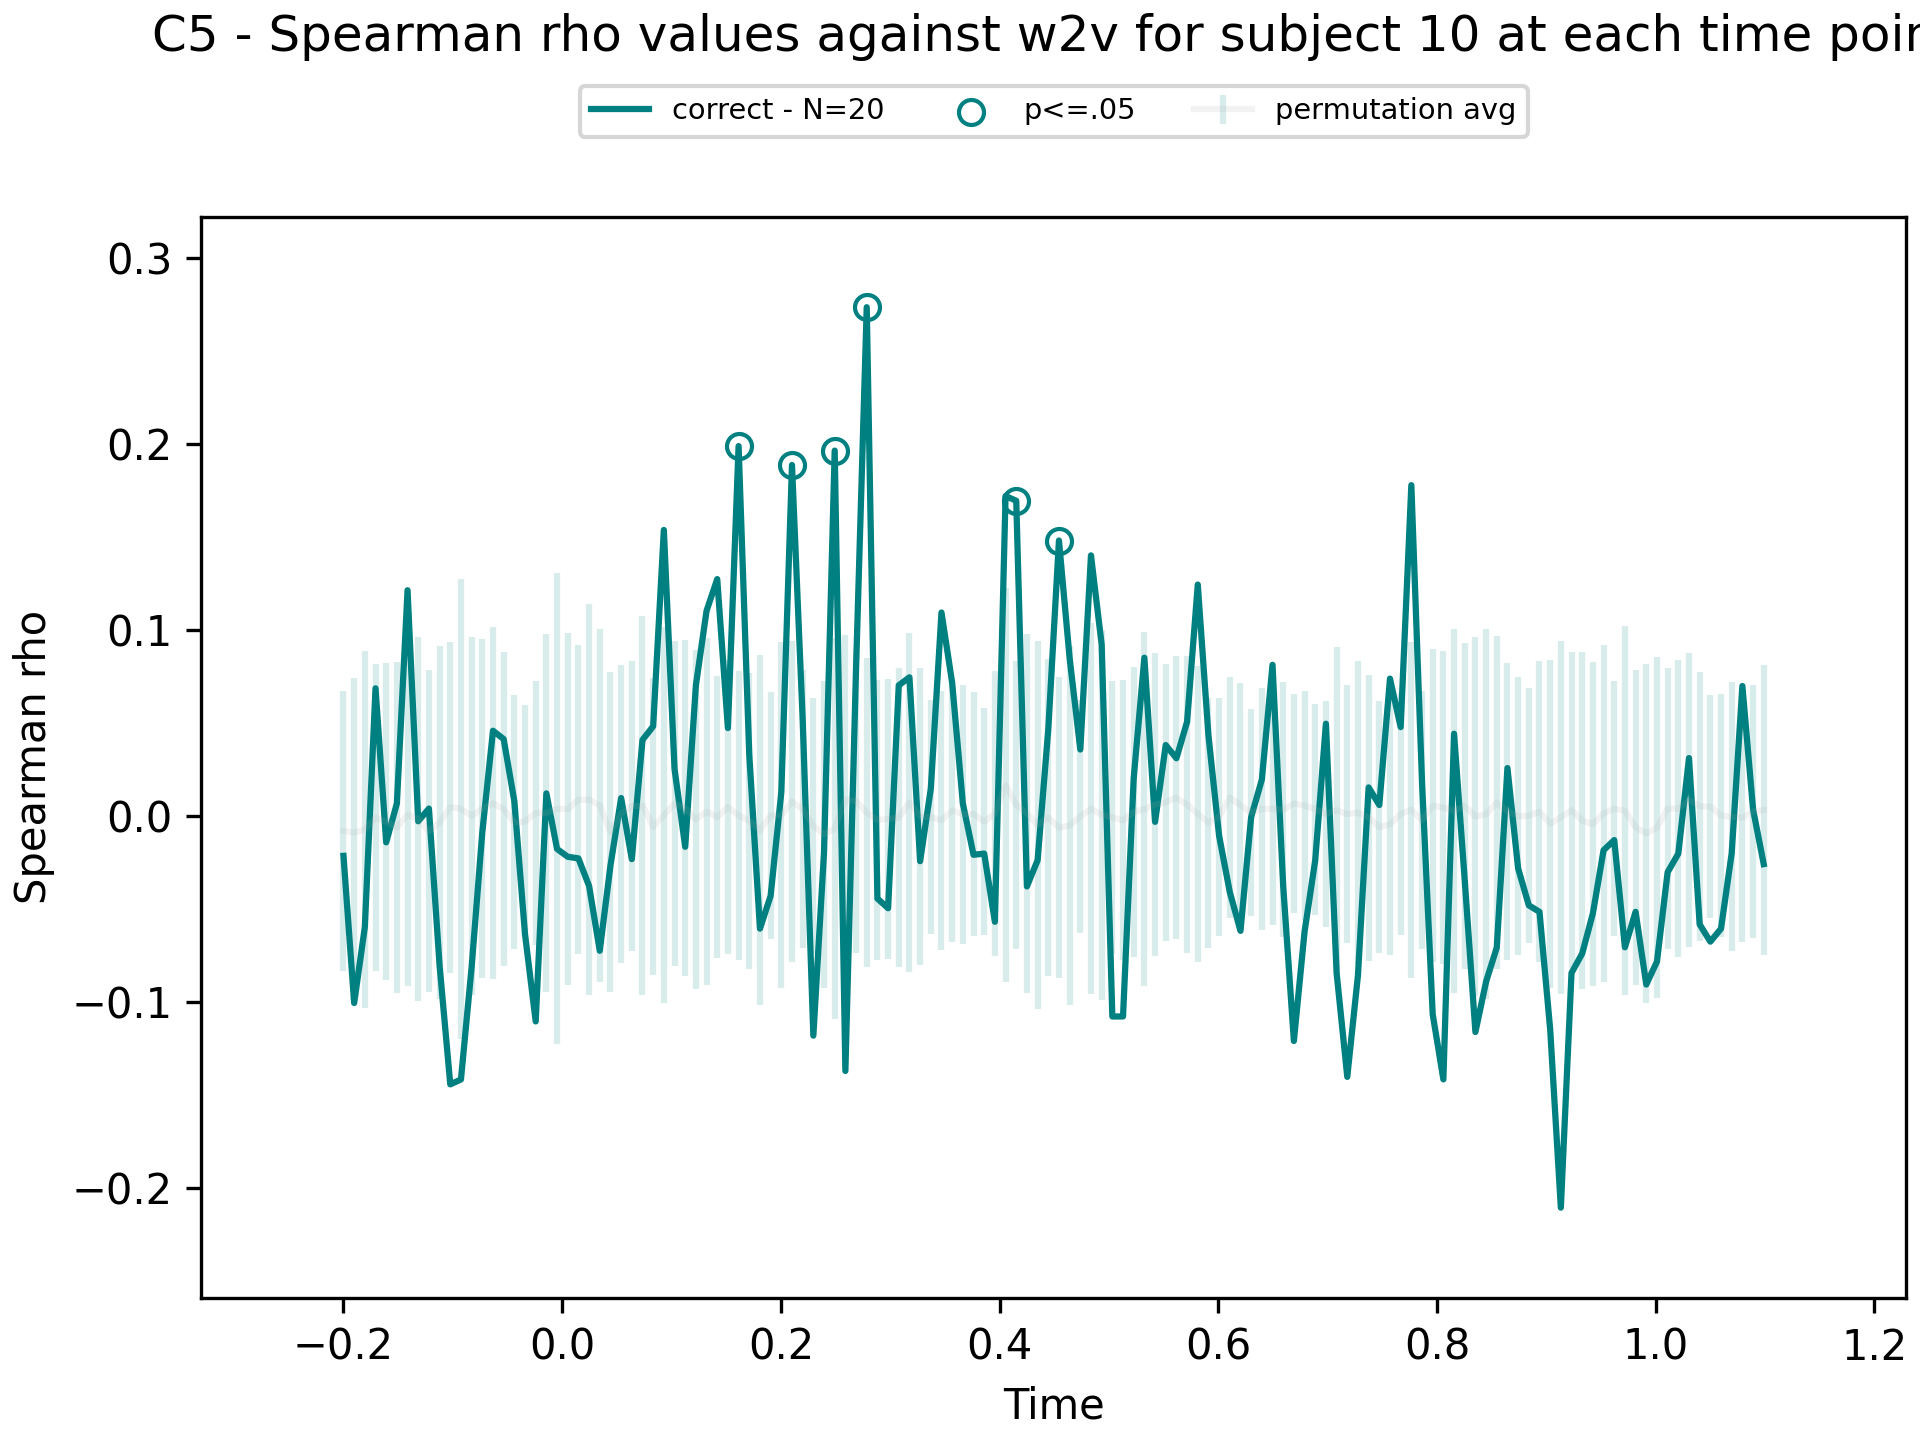 C5 - Spearman rho values against w2v for subject 10 at each time
correct - N=20 p<=.05 permutation avg
0.3
0.2
0.1
0.0
−0.1
−0.2
Spearman rho
−0.2 0.0 0.2 0.4 0.6 0.8 1.0 1.2
Time